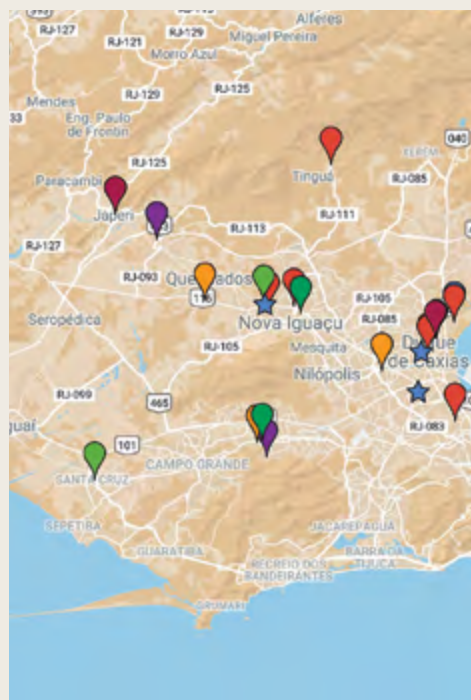 RJ-127
Alferes
RJ-129
RJ-121
Miguel Pereira
Morro Azul
RJ-125
RJ-129
Mendes
33
Eng. Paulo
de Frontin
040
RJ-125
XERÉM
Tinguá
Paracambi
RJ-085
Japeri
RJ-111
RJ-113
RJ-127
RJ-093
Queimados
116
RJ-105
Seropédica
Nova Iguaçu
RJ-085
RJ-105
Mesquita
Duque
de Caxias
Nilópolis
RJ-099
465
RJ-083
guaí
101
CAMPO GRANDE
SANTA CRUZ
SEPETIBA
JACAREPAGUÁ
GUARATIBA
BARRA DA
TIJUCA
RECREIO DOS
BANDEIRANTES
GRUMARI